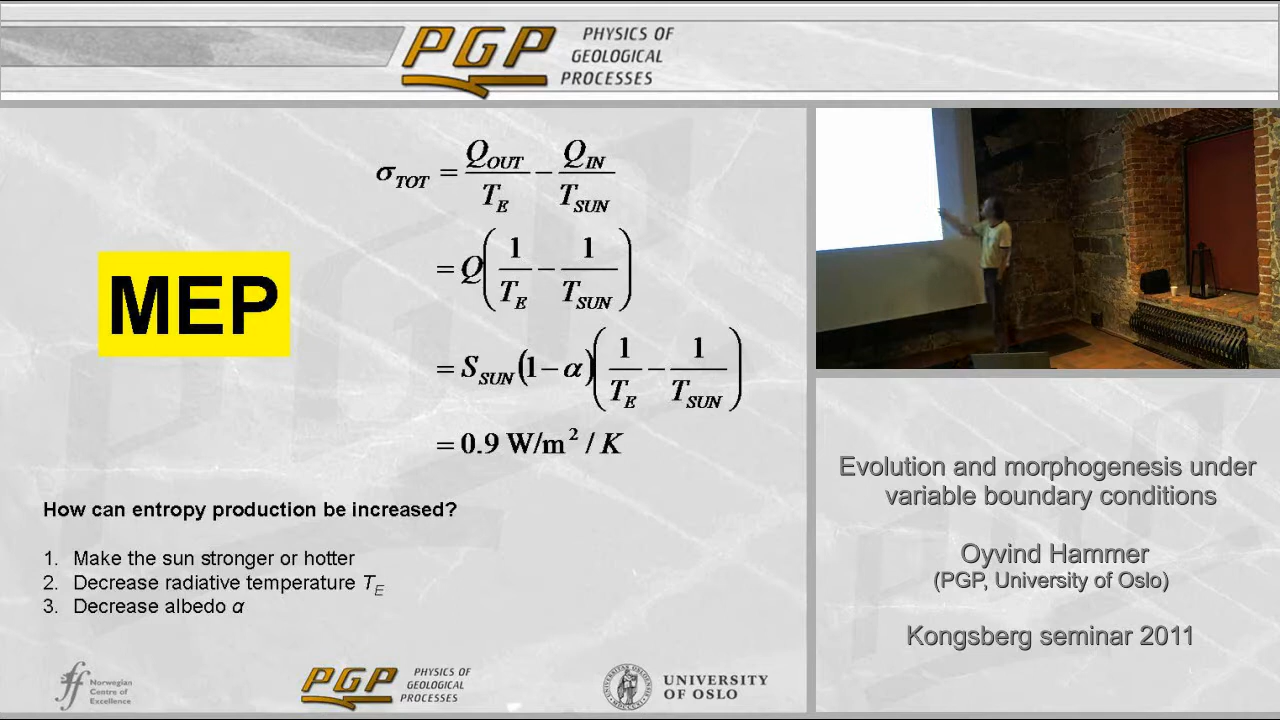 PGP PHYSICS OF
GEOLOGICAL
PROCESSES
σ_TOT = Q_OUT/T_E − Q_IN/T_SUN
= Q(1/T_E − 1/T_SUN)
= S_SUN(1−α)(1/T_E − 1/T_SUN)
= 0.9 W/m² / K
MEP
How can entropy production be increased?
1. Make the sun stronger or hotter
2. Decrease radiative temperature T_E
3. Decrease albedo α
Norwegian
Centre of
Excellence
PGP PHYSICS OF
GEOLOGICAL
PROCESSES
UNIVERSITY
OF OSLO
Evolution and morphogenesis under
variable boundary conditions
Oyvind Hammer
(PGP, University of Oslo)
Kongsberg seminar 2011